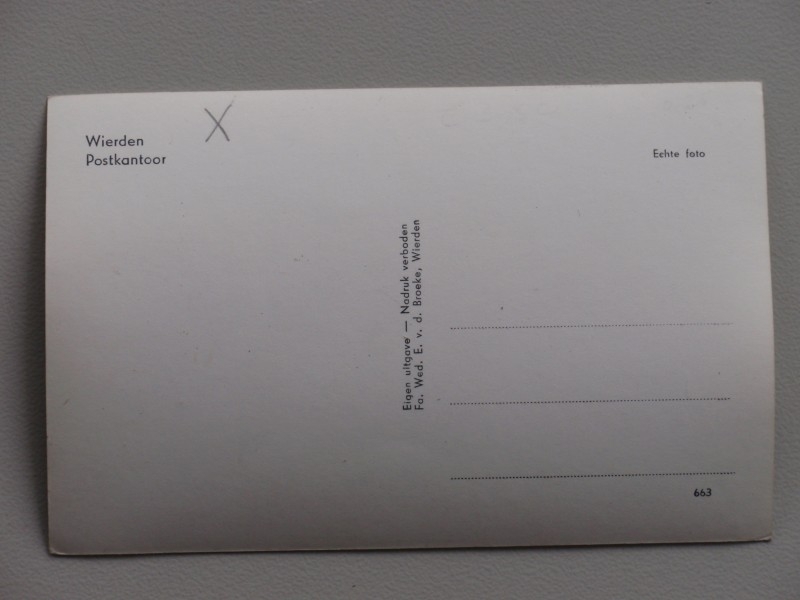 Wierden
Postkantoor
X
Echte foto
Eigen uitgave — Nadruk verboden
Fa. Wed. E. v. d. Broeke, Wierden
663